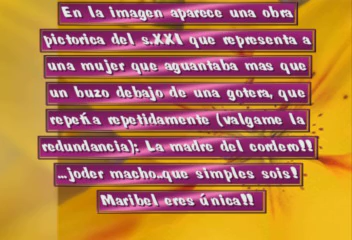 En la imagen aparece una obra
pictorica del s.XXI que representa a
una mujer que aguantaba mas que
un buzo debajo de una gotera, que
repeKa repetidamente (valgame la
redundancia): La madre del cordero!!
...joder macho..que simples sois!
Maribel eres única!!